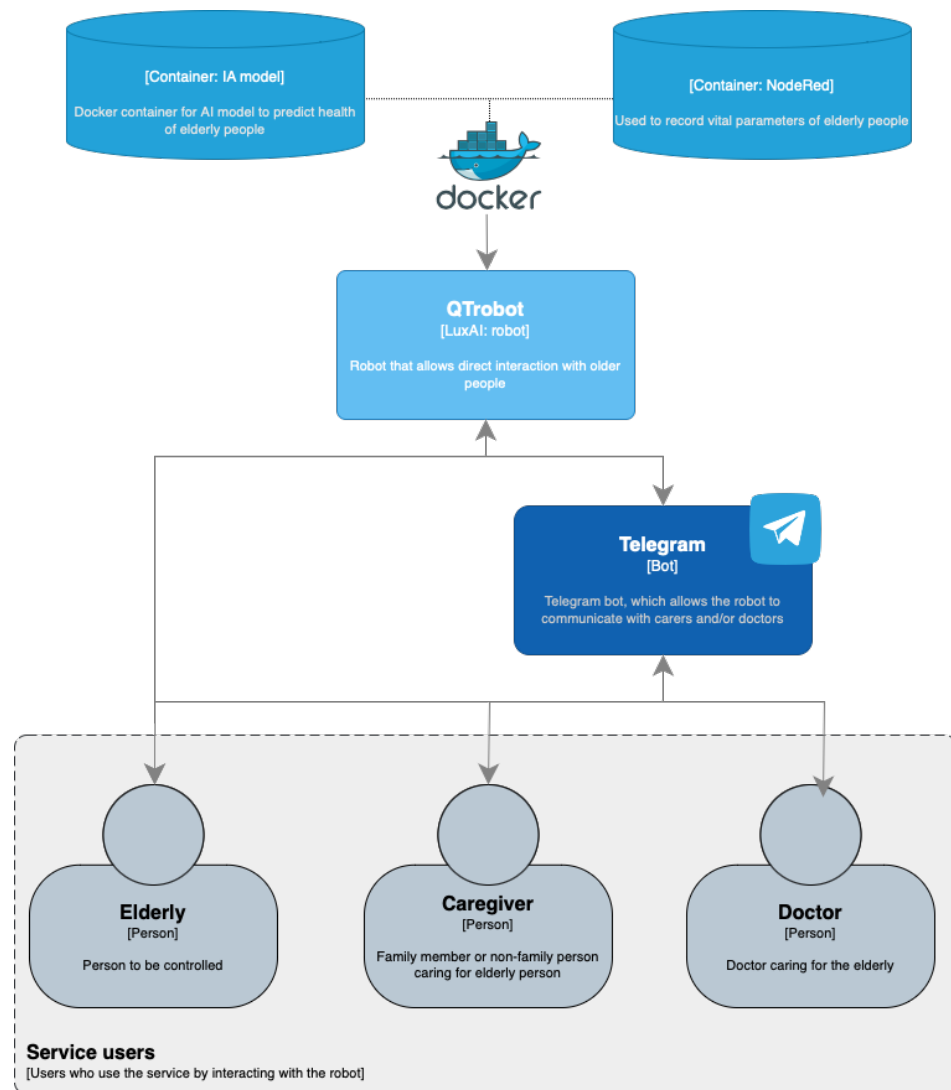 [Container: IA model]
Docker container for AI model to predict health
of elderly people
[Container: NodeRed]
Used to record vital parameters of elderly people
docker
QTrobot
[LuxAI: robot]
Robot that allows direct interaction with older
people
Telegram
[Bot]
Telegram bot, which allows the robot to
communicate with carers and/or doctors
Elderly
[Person]
Person to be controlled
Caregiver
[Person]
Family member or non-family person
caring for elderly person
Doctor
[Person]
Doctor caring for the elderly
Service users
[Users who use the service by interacting with the robot]